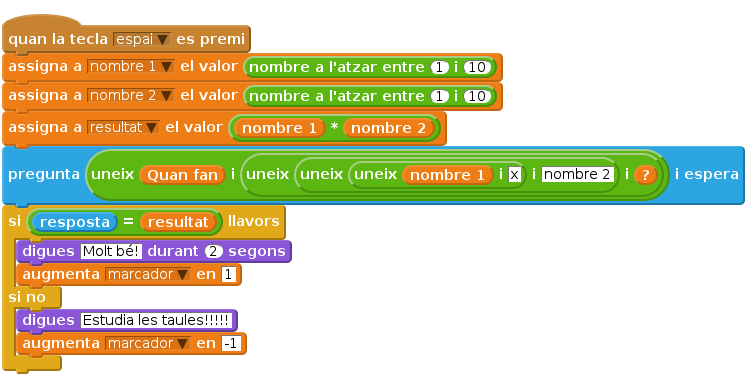 quan la tecla espai es premi
assigna a nombre 1 el valor nombre a l'atzar entre 1 i 10
assigna a nombre 2 el valor nombre a l'atzar entre 1 i 10
assigna a resultat el valor nombre 1 * nombre 2
pregunta uneix Quan fan i uneix uneix uneix nombre 1 i x i nombre 2 i ? i espera
si resposta = resultat llavors
digues Molt bé! durant 2 segons
augmenta marcador en 1
si no
digues Estudia les taules!!!!!
augmenta marcador en -1